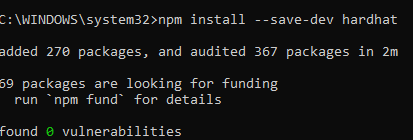 C:\WINDOWS\system32>npm install --save-dev hardhat
added 270 packages, and audited 367 packages in 2m
69 packages are looking for funding
run `npm fund` for details
found 0 vulnerabilities